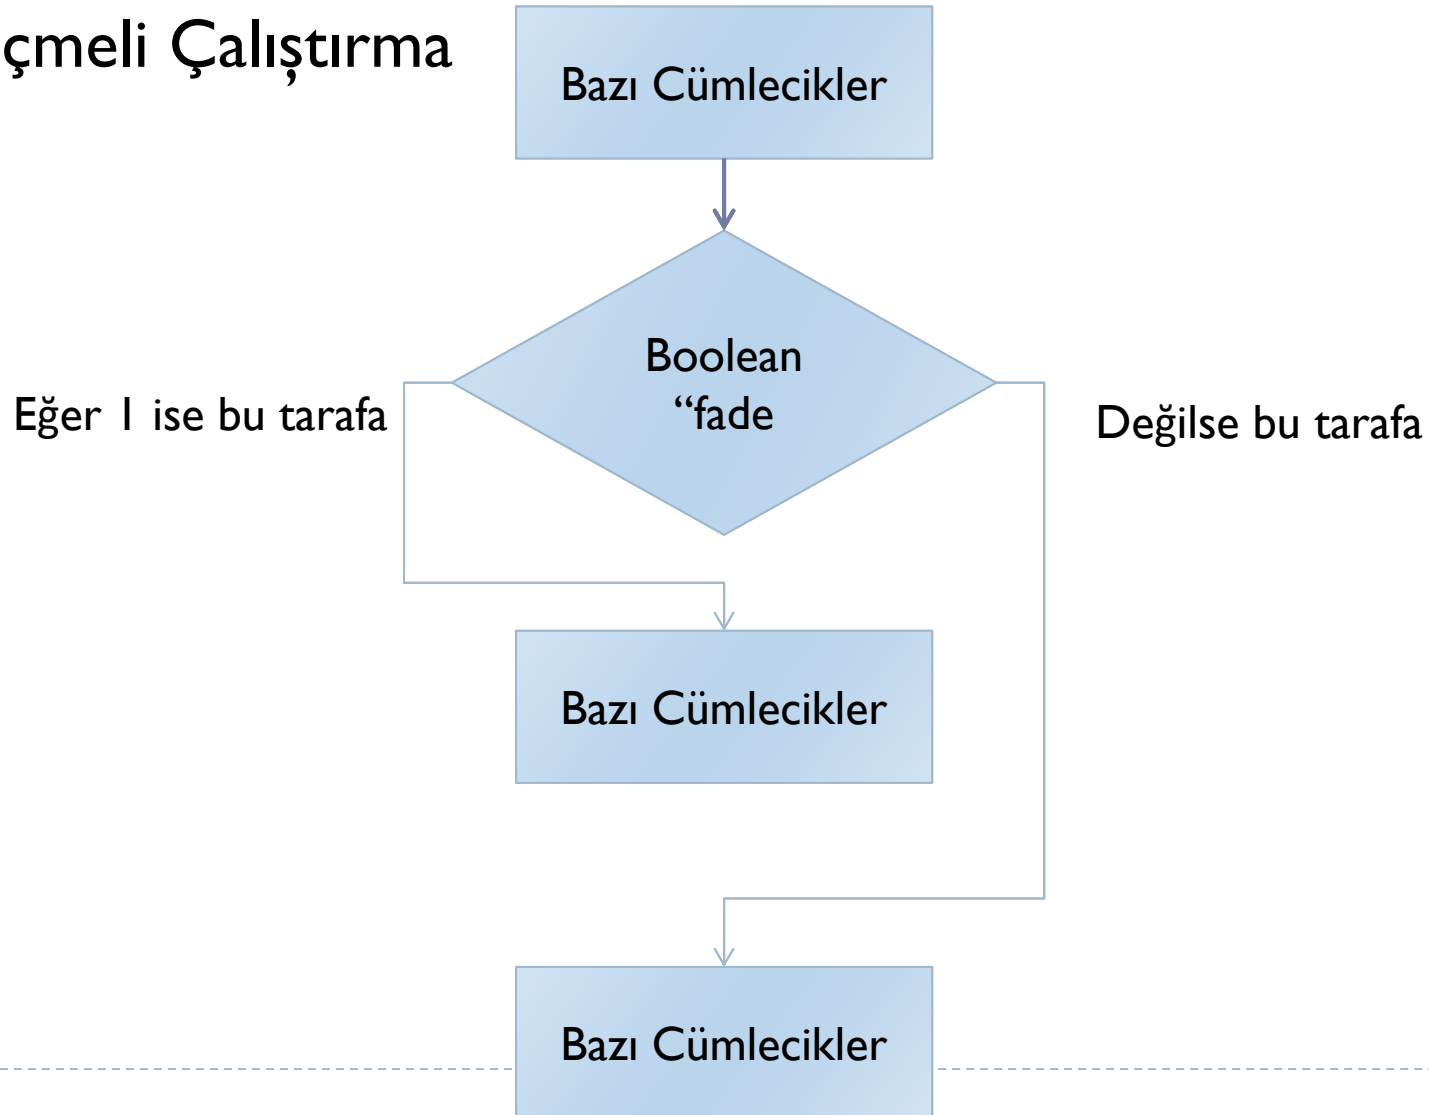 çmeli Çalıştırma
Bazı Cümlecikler
Boolean
“fade
Eğer 1 ise bu tarafa
Değilse bu tarafa
Bazı Cümlecikler
Bazı Cümlecikler